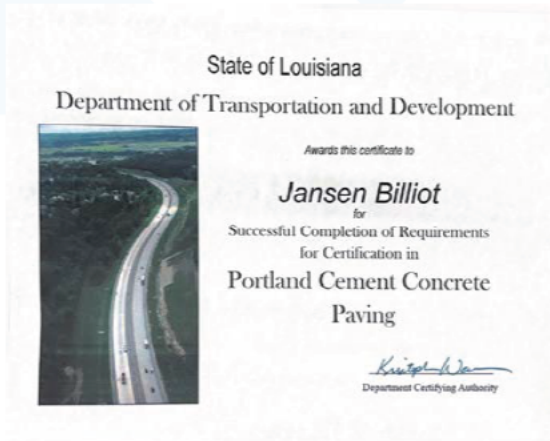 State of Louisiana
Department of Transportation and Development
Awards this certificate to
Jansen Billiot
for
Successful Completion of Requirements
for Certification in
Portland Cement Concrete
Paving
Department Certifying Authority